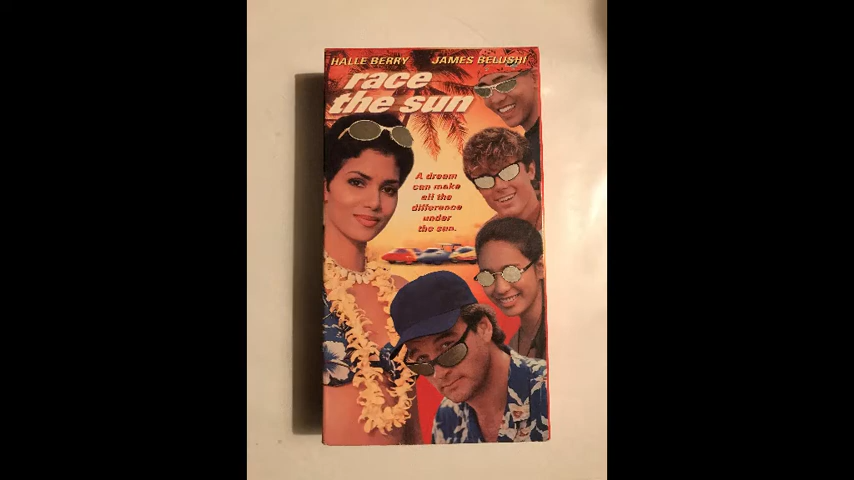 HALLE BERRY JAMES BELUSHI
race
the sun
A dream
can make
all the
difference
under
the sun.